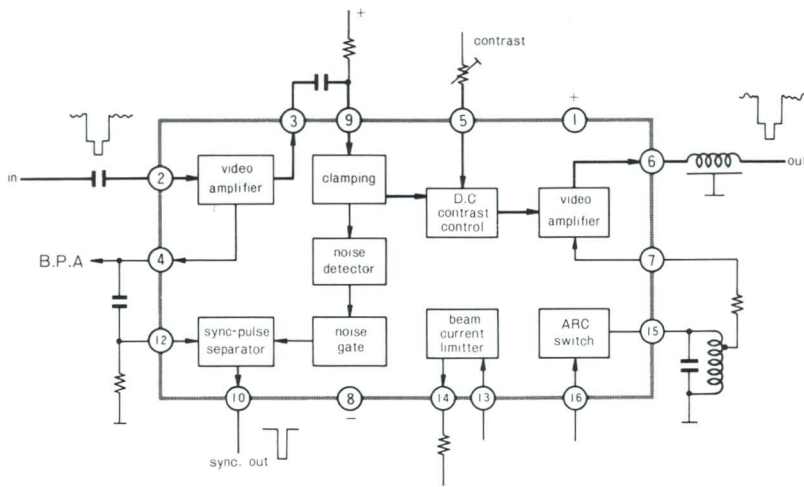 +
contrast
+
3
9
5
1
in
2
video
amplifier
clamping
D.C
contrast
control
video
amplifier
6
out
B.P.A
4
noise
detector
7
12
sync-pulse
separator
noise
gate
beam
current
limitter
ARC
switch
15
10
8
14
13
16
−
sync. out